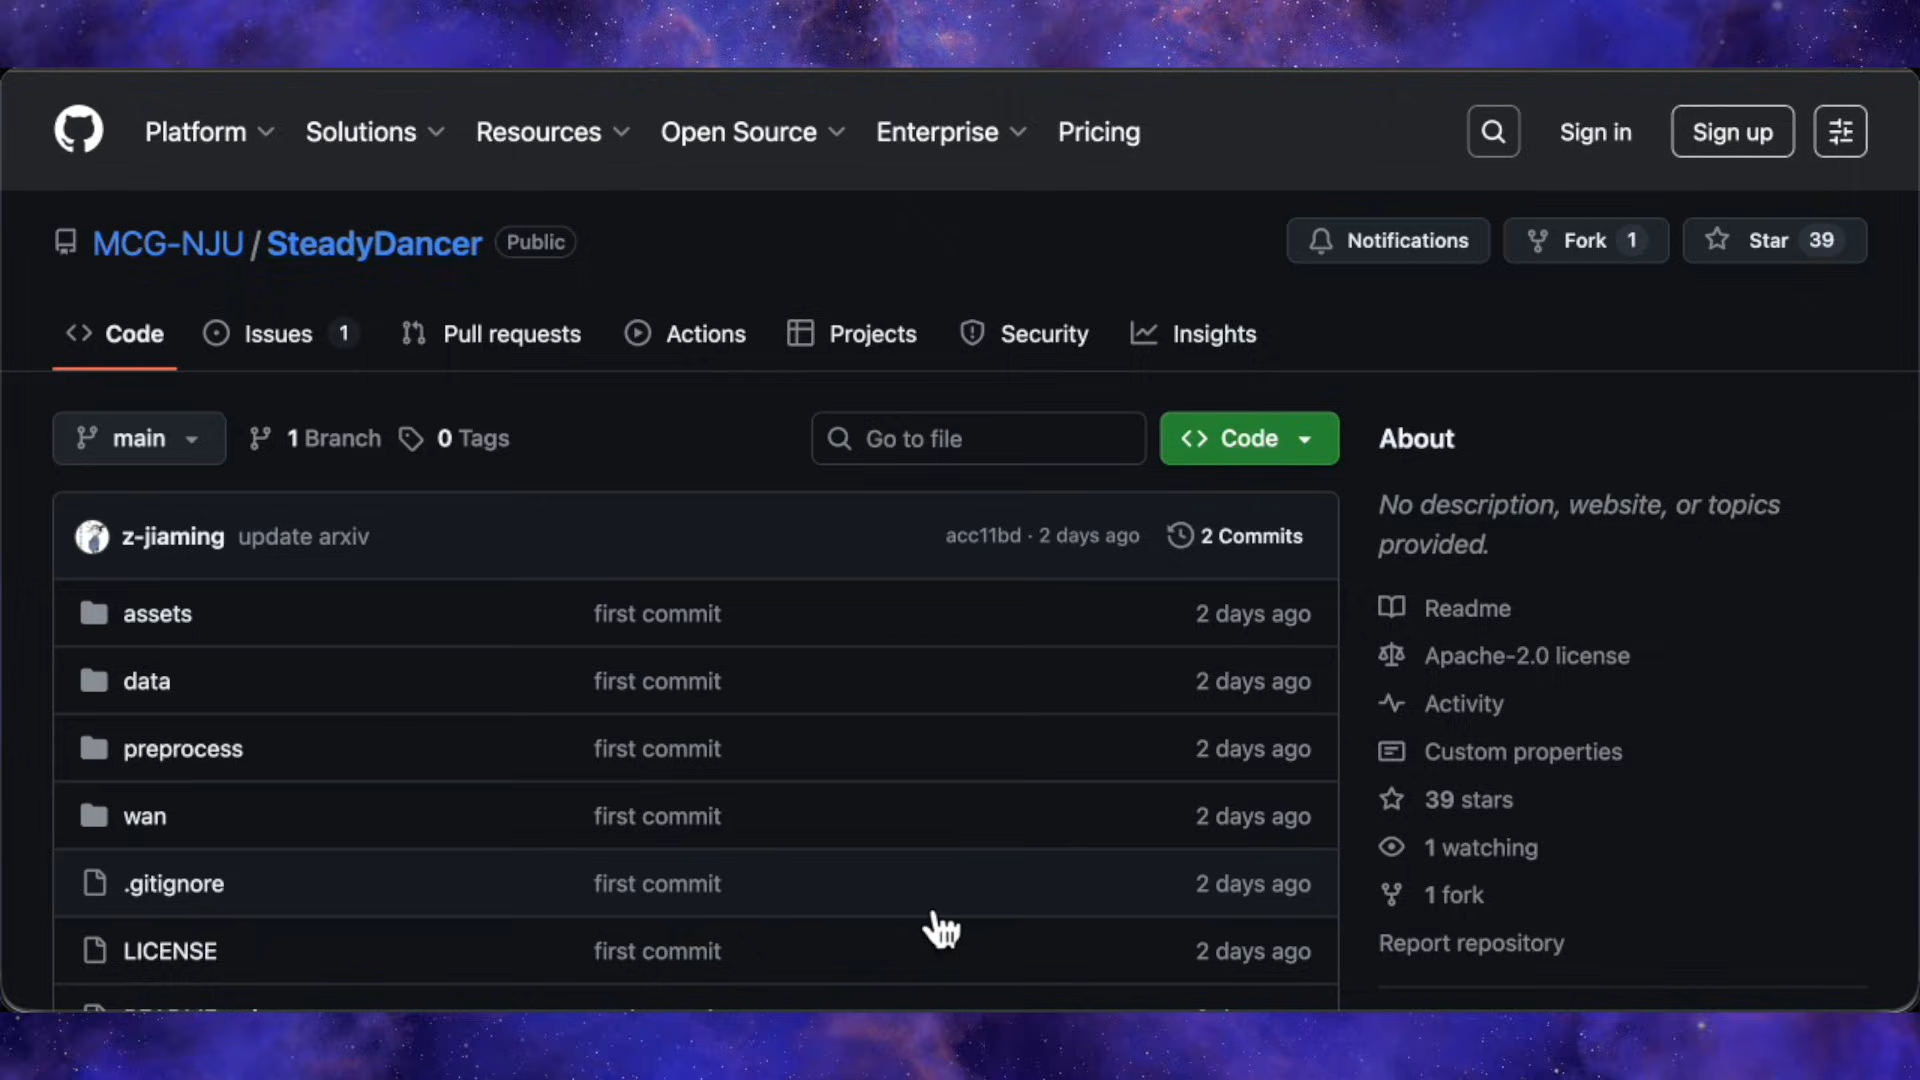 Platform Solutions Resources Open Source Enterprise Pricing Sign in Sign up
MCG-NJU / SteadyDancer Public Notifications Fork 1 Star 39
Code Issues 1 Pull requests Actions Projects Security Insights
main 1 Branch 0 Tags Go to file Code
z-jiaming update arxiv acc11bd · 2 days ago 2 Commits
assets first commit 2 days ago
data first commit 2 days ago
preprocess first commit 2 days ago
wan first commit 2 days ago
.gitignore first commit 2 days ago
LICENSE first commit 2 days ago
About
No description, website, or topics
provided.
Readme
Apache-2.0 license
Activity
Custom properties
39 stars
1 watching
1 fork
Report repository